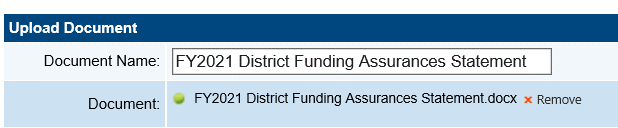 Upload Document
Document Name: FY2021 District Funding Assurances Statement
Document: FY2021 District Funding Assurances Statement.docx Remove